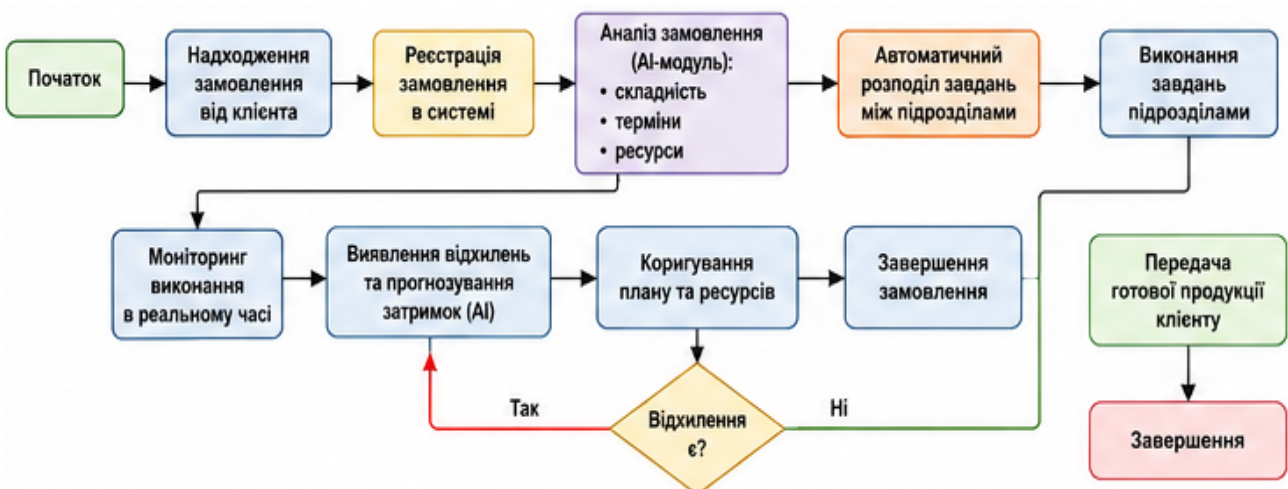 Початок
Надходження
замовлення
від клієнта
Реєстрація
замовлення
в системі
Аналіз замовлення
(AI-модуль):
• складність
• терміни
• ресурси
Автоматичний
розподіл завдань
між підрозділами
Виконання
завдань
підрозділами
Моніторинг
виконання
в реальному часі
Виявлення відхилень
та прогнозування
затримок (AI)
Коригування
плану та ресурсів
Завершення
замовлення
Передача
готової продукції
клієнту
Так
Відхилення
є?
Ні
Завершення